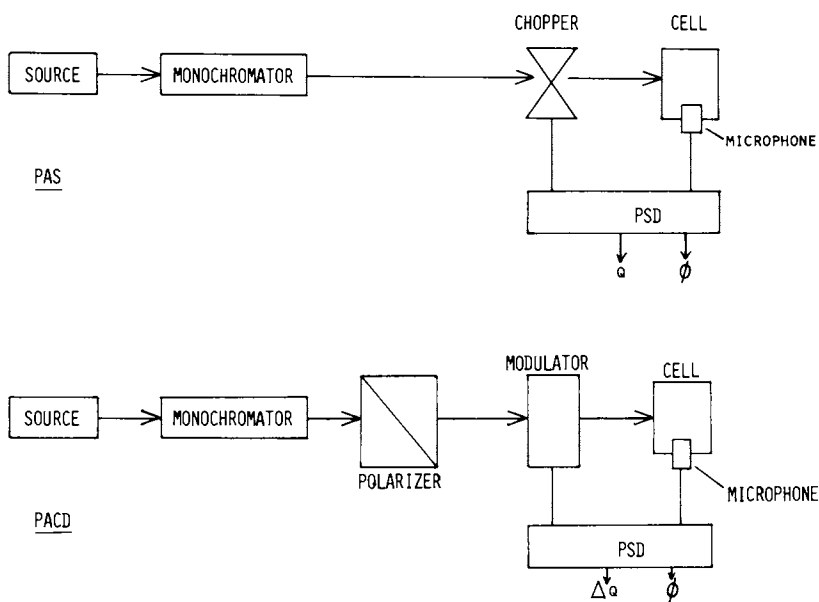 CHOPPER
CELL
SOURCE
MONOCHROMATOR
MICROPHONE
PAS
PSD
Q
φ
MODULATOR
CELL
SOURCE
MONOCHROMATOR
POLARIZER
MICROPHONE
PACD
PSD
ΔQ
φ